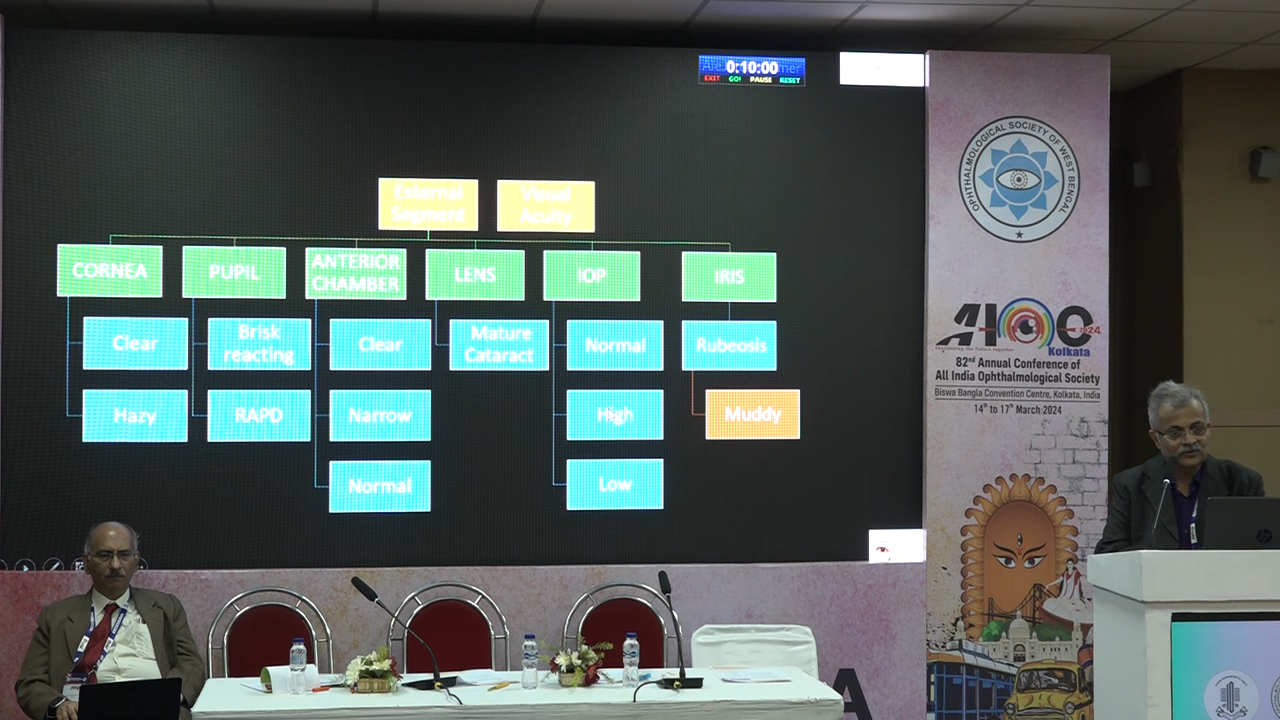 0:10:00
EXIT GO! PAUSE RESET
External
Segment
Visual
Acuity
CORNEA
PUPIL
ANTERIOR
CHAMBER
LENS
IOP
IRIS
Clear
Brisk
reacting
Clear
Mature
Cataract
Normal
Rubeosis
Hazy
RAPD
Narrow
High
Muddy
Normal
Low
OPHTHALMOLOGICAL SOCIETY OF WEST BENGAL
AIOC
2024
Kolkata
82nd Annual Conference of
All India Ophthalmological Society
Biswa Bangla Convention Centre, Kolkata, India
14th to 17th March 2024
hp
A